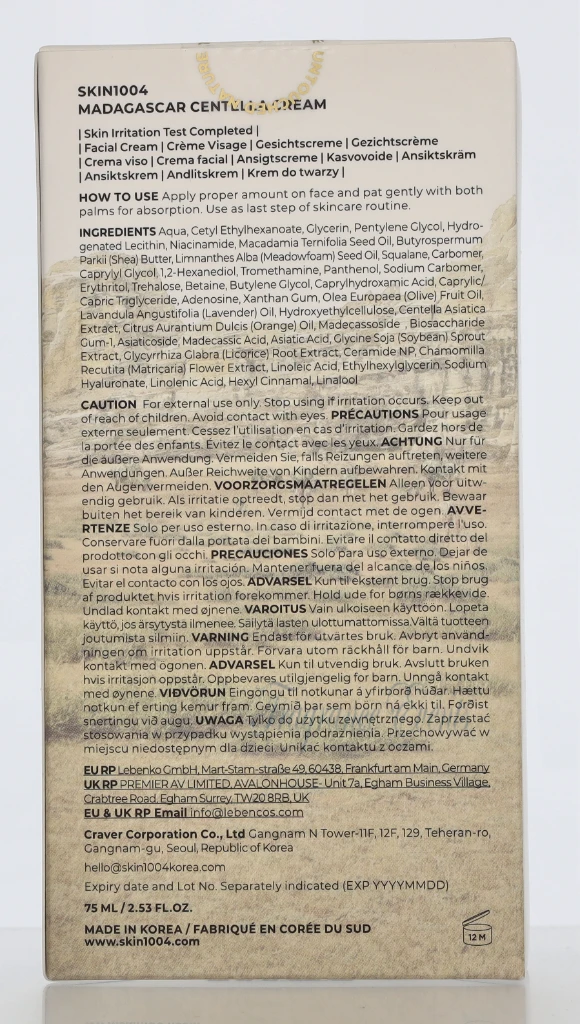 SKIN1004
MADAGASCAR CENTELLA CREAM
| Skin Irritation Test Completed |
| Facial Cream | Crème Visage | Gesichtscreme | Gezichtscrème
| Crema viso | Crema facial | Ansigtscreme | Kasvovoide | Ansiktskräm
| Ansiktskrem | Andlitskrem | Krem do twarzy |
HOW TO USE Apply proper amount on face and pat gently with both
palms for absorption. Use as last step of skincare routine.
INGREDIENTS Aqua, Cetyl Ethylhexanoate, Glycerin, Pentylene Glycol, Hydro-
genated Lecithin, Niacinamide, Macadamia Ternifolia Seed Oil, Butyrospermum
Parkii (Shea) Butter, Limnanthes Alba (Meadowfoam) Seed Oil, Squalane, Carbomer,
Caprylyl Glycol, 1,2-Hexanediol, Tromethamine, Panthenol, Sodium Carbomer,
Erythritol, Trehalose, Betaine, Butylene Glycol, Caprylhydroxamic Acid, Caprylic/
Capric Triglyceride, Adenosine, Xanthan Gum, Olea Europaea (Olive) Fruit Oil,
Lavandula Angustifolia (Lavender) Oil, Hydroxyethylcellulose, Centella Asiatica
Extract, Citrus Aurantium Dulcis (Orange) Oil, Madecassoside , Biosaccharide
Gum-1, Asiaticoside, Madecassic Acid, Asiatic Acid, Glycine Soja (Soybean) Sprout
Extract, Glycyrrhiza Glabra (Licorice) Root Extract, Ceramide NP, Chamomilla
Recutita (Matricaria) Flower Extract, Linoleic Acid, Ethylhexylglycerin, Sodium
Hyaluronate, Linolenic Acid, Hexyl Cinnamal, Linalool
CAUTION For external use only. Stop using if irritation occurs. Keep out
of reach of children. Avoid contact with eyes. PRÉCAUTIONS Pour usage
externe seulement. Cessez l'utilisation en cas d'irritation. Gardez hors de
la portée des enfants. Évitez le contact avec les yeux. ACHTUNG Nur für
die äußere Anwendung. Vermeiden Sie, falls Reizungen auftreten, weitere
Anwendungen. Außer Reichweite von Kindern aufbewahren. Kontakt mit
den Augen vermeiden. VOORZORGSMAATREGELEN Alleen voor uitw-
endig gebruik. Als irritatie optreedt, stop dan met het gebruik. Bewaar
buiten het bereik van kinderen. Vermijd contact met de ogen. AVVE-
RTENZE Solo per uso esterno. In caso di irritazione, interrompere l'uso.
Conservare fuori dalla portata dei bambini. Evitare il contatto diretto del
prodotto con gli occhi. PRECAUCIONES Solo para uso externo. Dejar de
usar si nota alguna irritación. Mantener fuera del alcance de los niños.
Evitar el contacto con los ojos. ADVARSEL Kun til eksternt brug. Stop brug
af produktet hvis irritation forekommer. Hold ude for børns rækkevidde.
Undlad kontakt med øjnene. VAROITUS Vain ulkoiseen käyttöön. Lopeta
käyttö, jos ärsytystä ilmenee. Säilytä lasten ulottumattomissa.Vältä tuotteen
joutumista silmiin. VARNING Endast för utvärtes bruk. Avbryt använd-
ningen om irritation uppstår. Förvara utom räckhåll för barn. Undvik
kontakt med ögonen. ADVARSEL Kun til utvendig bruk. Avslutt bruken
hvis irritasjon oppstår. Oppbevares utilgjengelig for barn. Unngå kontakt
med øynene. VIÐVÖRUN Eingöngu til notkunar á yfirborð húðar. Hættu
notkun ef erting kemur fram. Geymið þar sem börn ná ekki til. Forðist
snertingu við augu. UWAGA Tylko do użytku zewnętrznego. Zaprzestać
stosowania w przypadku wystąpienia podrażnienia. Przechowywać w
miejscu niedostępnym dla dzieci. Unikać kontaktu z oczami.
EU RP Lebenko GmbH, Mart-Stam-straße 49, 60438, Frankfurt am Main, Germany
UK RP PREMIER AV LIMITED, AVALONHOUSE- Unit 7a, Egham Business Village,
Crabtree Road, Egham Surrey, TW20 8RB, UK
EU & UK RP Email info@lebencos.com
Craver Corporation Co., Ltd Gangnam N Tower-11F, 12F, 129, Teheran-ro,
Gangnam-gu, Seoul, Republic of Korea
hello@skin1004korea.com
Expiry date and Lot No. Separately indicated (EXP YYYYMMDD)
75 ML / 2.53 FL.OZ.
MADE IN KOREA / FABRIQUÉ EN CORÉE DU SUD
www.skin1004.com
12 M